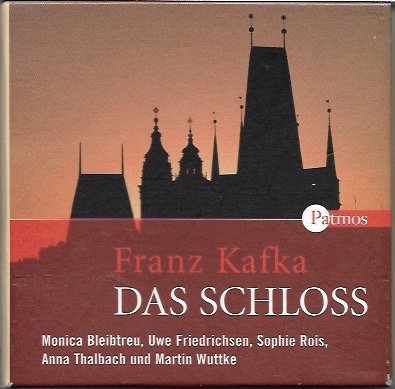 Patmos
Franz Kafka
DAS SCHLOSS
Monica Bleibtreu, Uwe Friedrichsen, Sophie Rois,
Anna Thalbach und Martin Wuttke